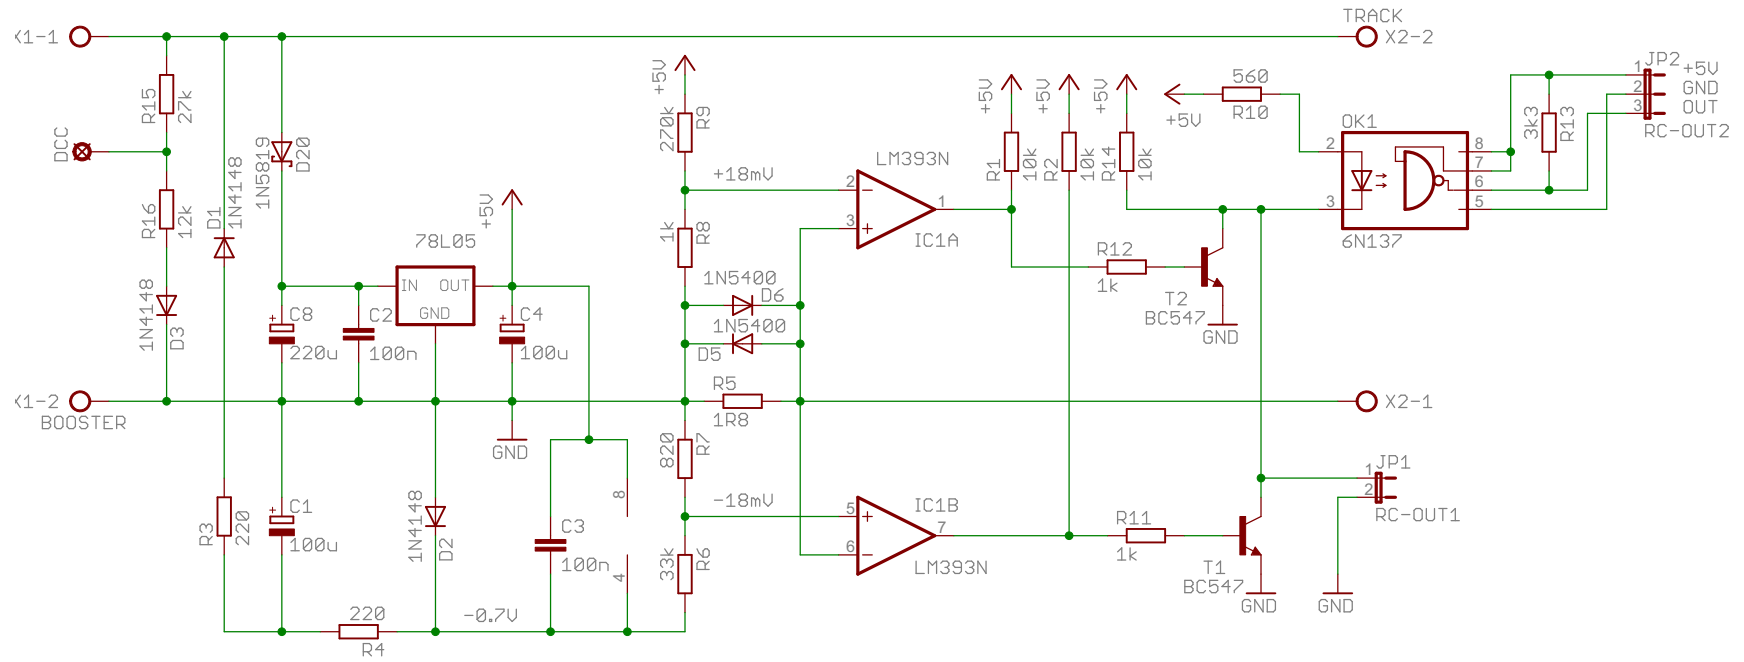 X1-1
TRACK
X2-2
DCC
R15
27k
R16
12k
1N4148
D3
D1
1N4148
1N5819
D20
+5V
78L05
IN
OUT
GND
C8
+
220u
C2
100n
C4
+
100u
X1-2
BOOSTER
GND
R3
220
C1
+
100u
1N4148
D2
220
R4
-0.7V
C3
100n
8
4
+5V
270k
R9
+18mV
1k
R8
1N5400
D6
1N5400
D5
R5
1R8
820
R7
-18mV
33k
R6
LM393N
2
3
1
IC1A
5
6
7
IC1B
LM393N
+5V
R1
10k
+5V
R2
10k
+5V
R14
10k
R12
1k
T2
BC547
GND
R11
1k
T1
BC547
GND
560
R10
+5V
OK1
2
3
8
7
6
5
6N137
3k3
R13
JP2
1 +5V
2 GND
3 OUT
RC-OUT2
X2-1
JP1
1
2
RC-OUT1
GND